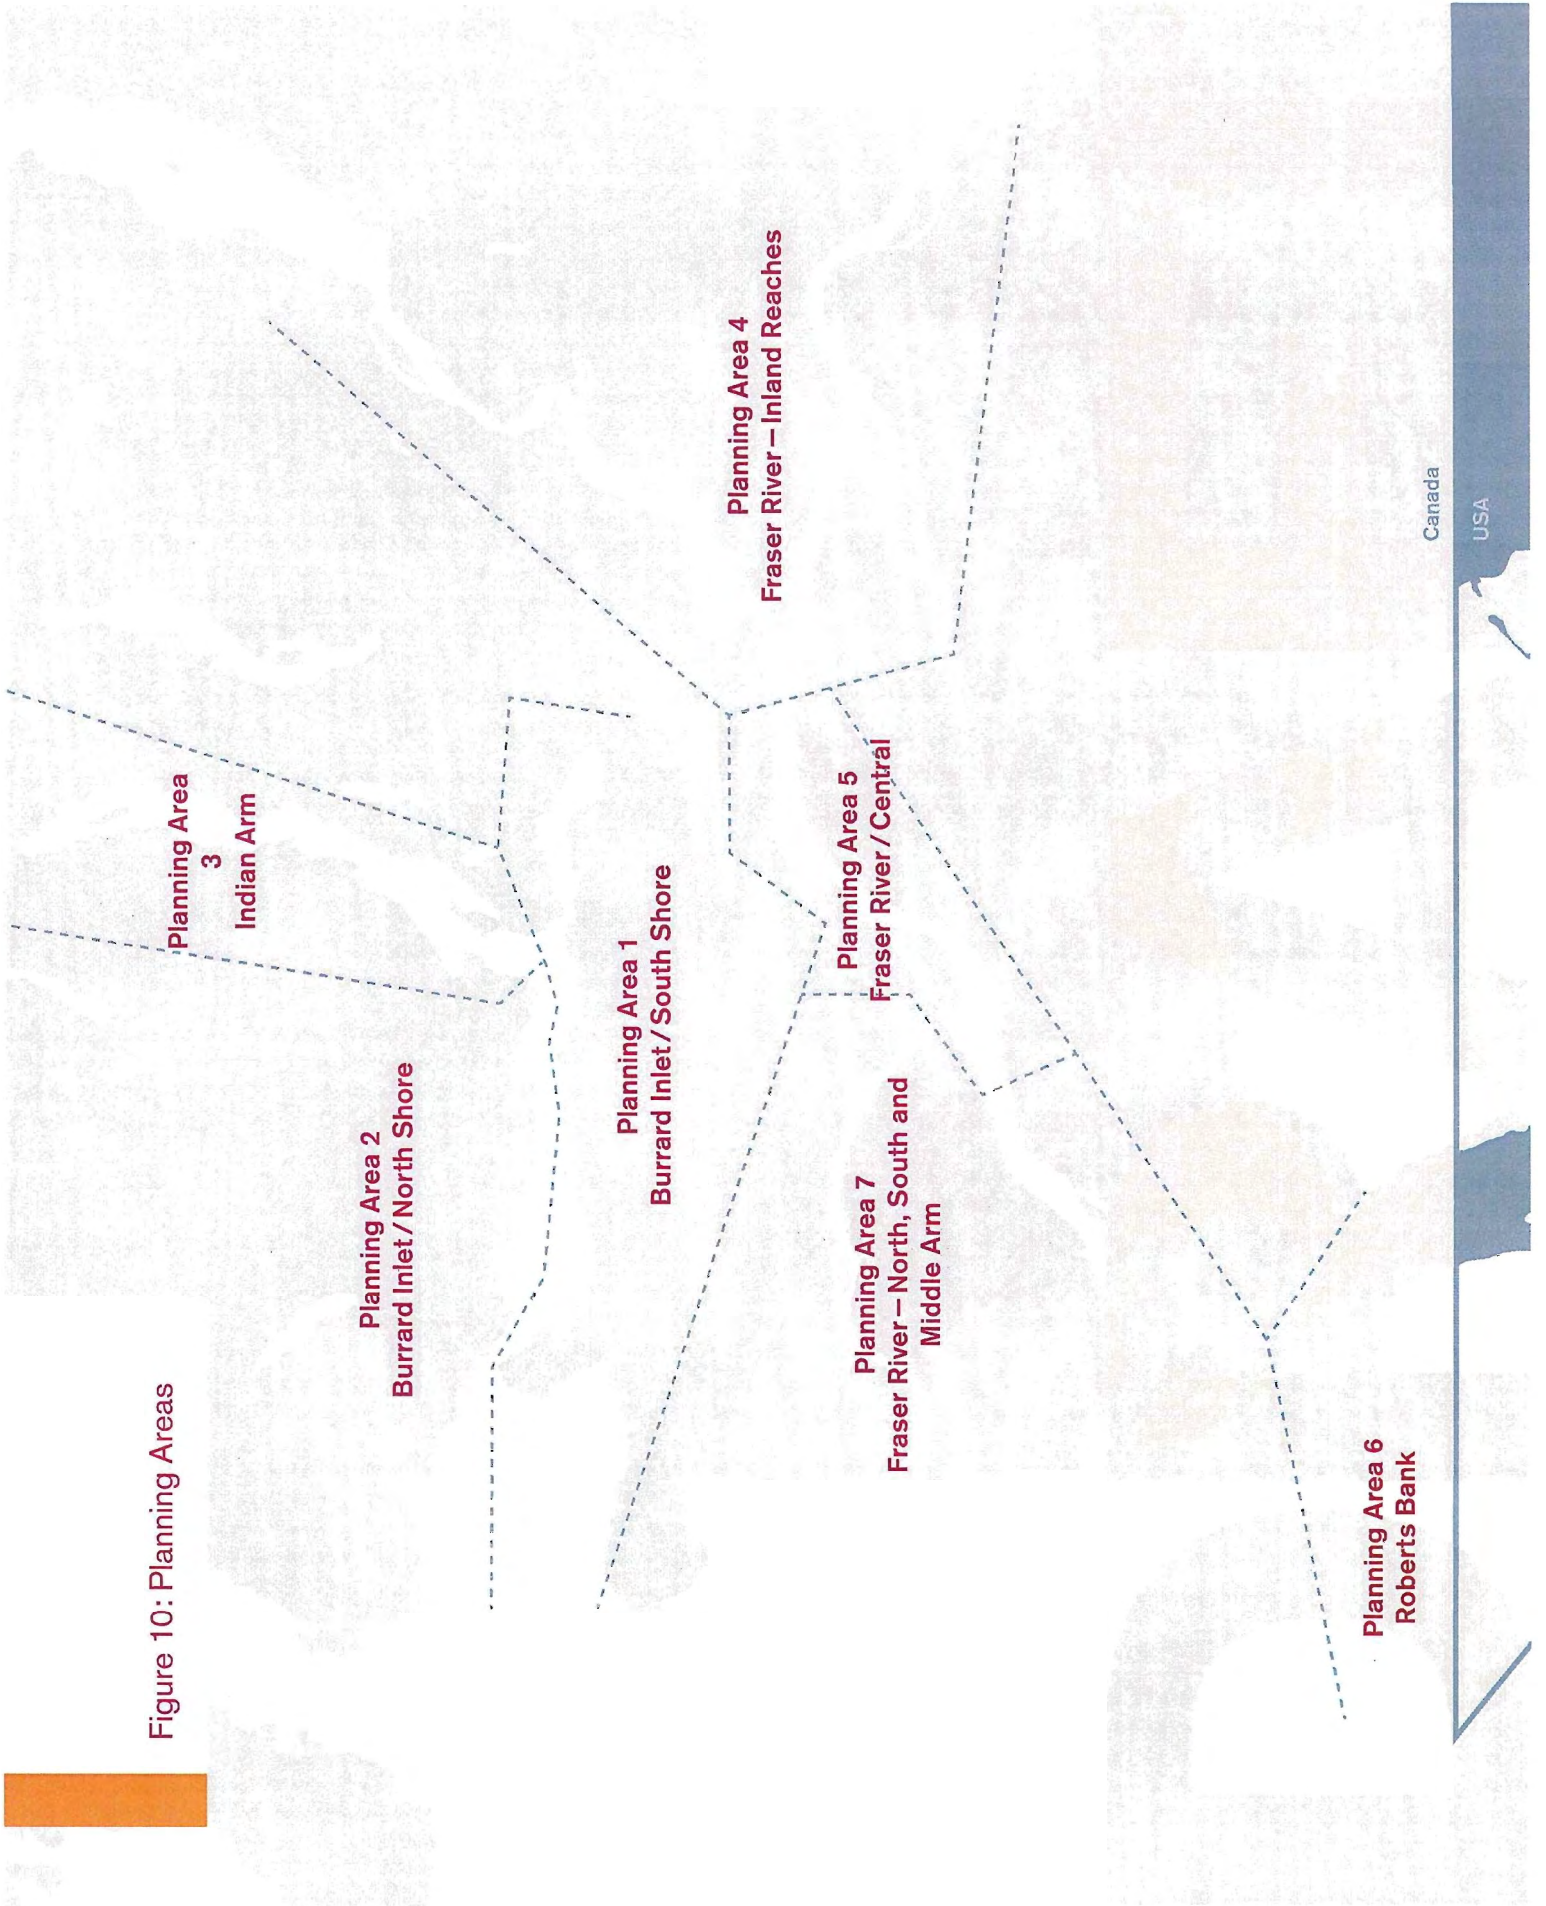 Figure 10: Planning Areas
Planning Area
3
Indian Arm
Planning Area 2
Burrard Inlet / North Shore
Planning Area 1
Burrard Inlet / South Shore
Planning Area 4
Fraser River – Inland Reaches
Planning Area 5
Fraser River / Central
Planning Area 7
Fraser River – North, South and
Middle Arm
Planning Area 6
Roberts Bank
Canada
USA